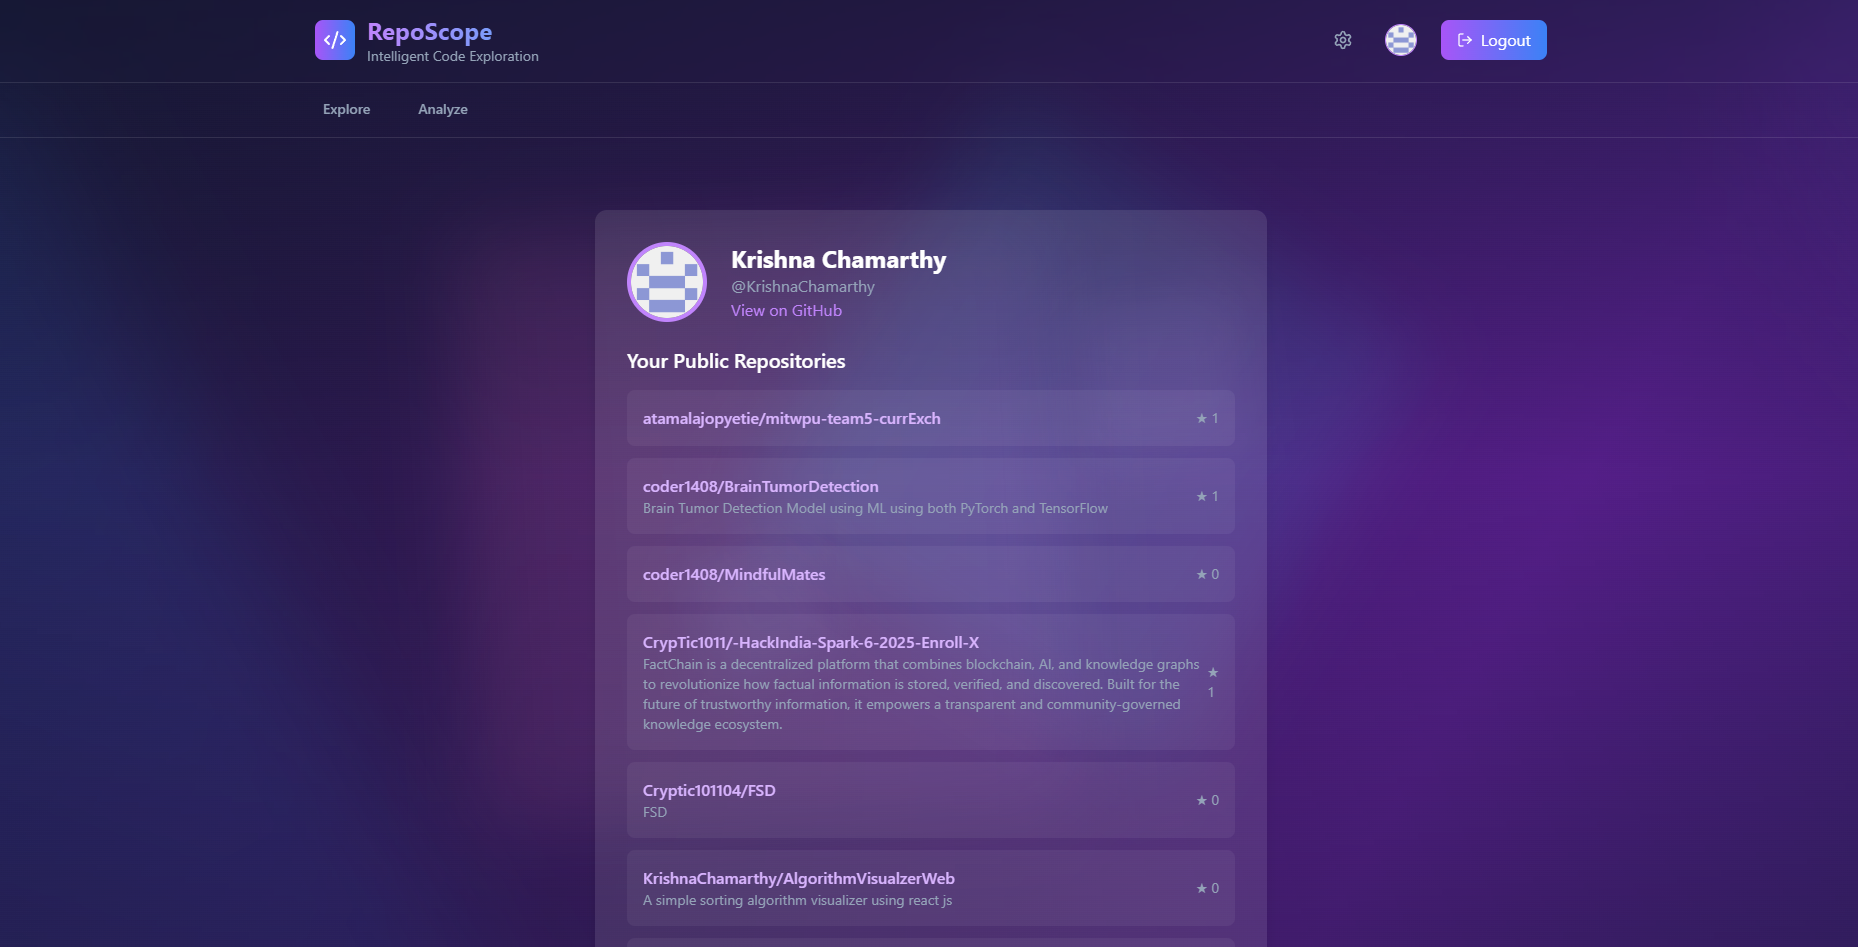 RepoScope
Intelligent Code Exploration
Logout
Explore
Analyze
Krishna Chamarthy
@KrishnaChamarthy
View on GitHub
Your Public Repositories
atamalajopyetie/mitwpu-team5-currExch
★ 1
coder1408/BrainTumorDetection
Brain Tumor Detection Model using ML using both PyTorch and TensorFlow
★ 1
coder1408/MindfulMates
★ 0
CrypTic1011/-HackIndia-Spark-6-2025-Enroll-X
FactChain is a decentralized platform that combines blockchain, AI, and knowledge graphs
to revolutionize how factual information is stored, verified, and discovered. Built for the
future of trustworthy information, it empowers a transparent and community-governed
knowledge ecosystem.
★
1
Cryptic101104/FSD
FSD
★ 0
KrishnaChamarthy/AlgorithmVisualzerWeb
A simple sorting algorithm visualizer using react js
★ 0